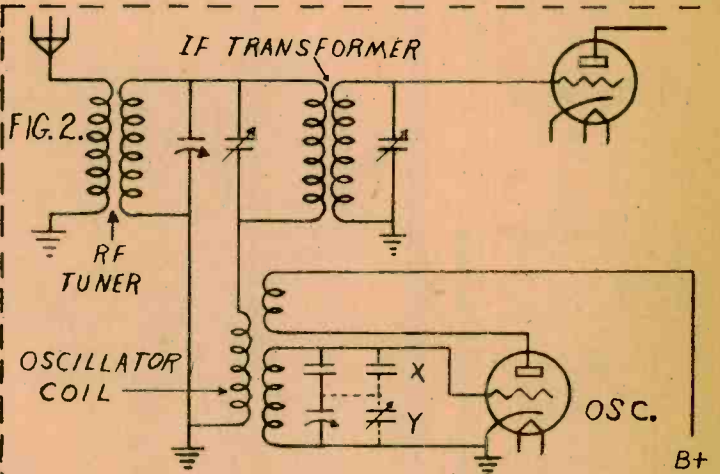 IF TRANSFORMER
FIG. 2.
RF
TUNER
OSCILLATOR
COIL
X
Y
OSC.
B+